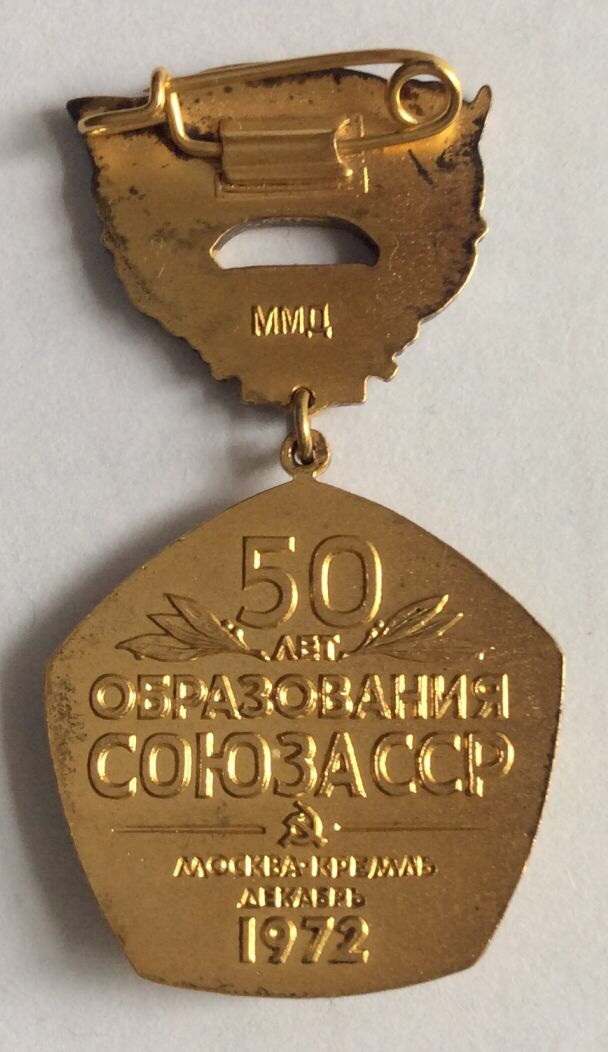 ММД
50
ЛЕТ
ОБРАЗОВАНИЯ
СОЮЗА ССР
МОСКВА-КРЕМЛЬ
ДЕКАБРЬ
1972